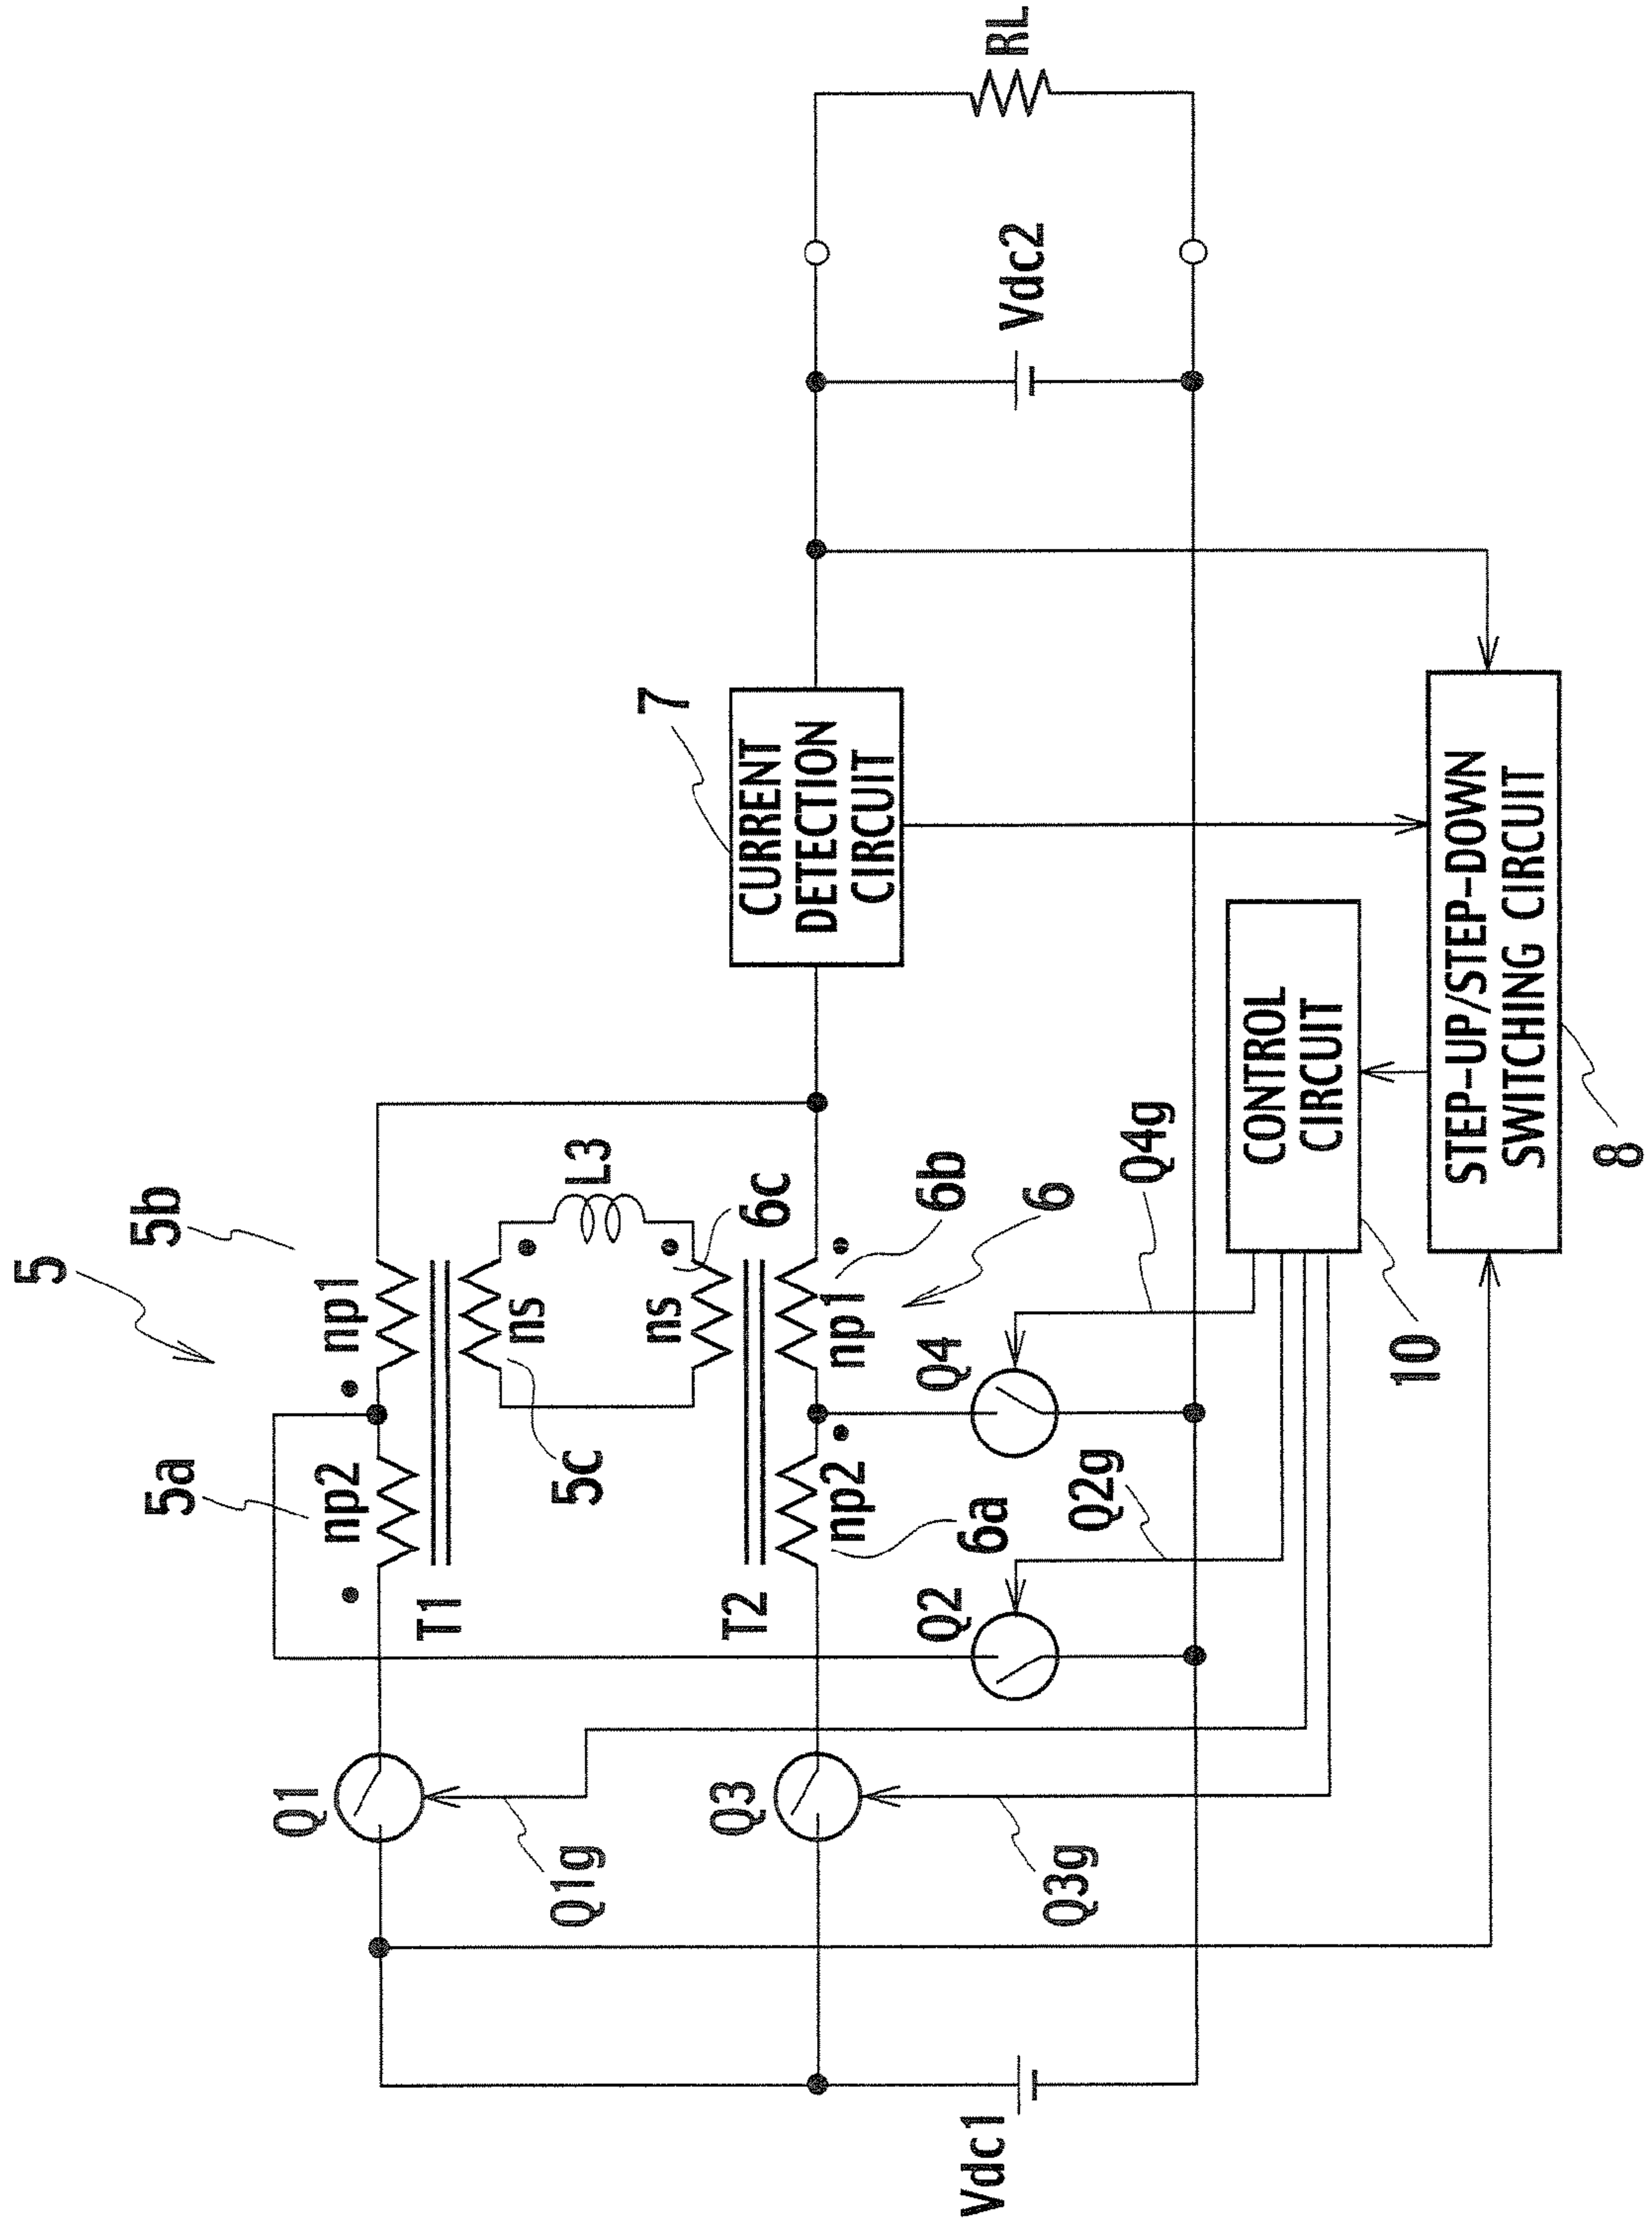 5
5b
5a
np1
np2
L3
ns
ns
5c
6c
T1
T2
np1
np2
6b
6
6a
Q1
Q3
Q1g
Q3g
Q2
Q4
Q2g
Q4g
7
CURRENT
DETECTION
CIRCUIT
Vdc1
Vdc2
RL
CONTROL
CIRCUIT
10
STEP-UP/STEP-DOWN
SWITCHING CIRCUIT
8